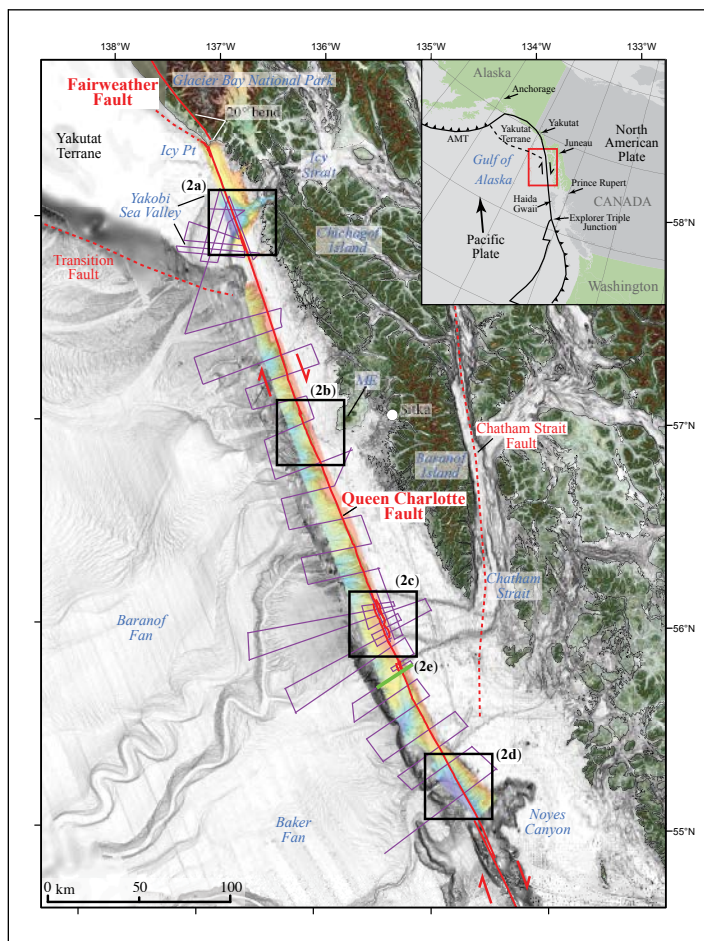 138°W
137°W
136°W
135°W
134°W
133°W
Glacier Bay National Park
Fairweather
Fault
20° bend
Yakutat
Terrane
Icy Pt
Icy
Strait
(2a)
Yakobi
Sea Valley
Chichagof
Island
Transition
Fault
Alaska
Anchorage
Yakutat
Yakutat
Terrane
AMT
Juneau
North
American
Plate
Gulf of
Alaska
Prince Rupert
Haida
Gwaii
CANADA
Explorer Triple
Junction
Pacific
Plate
Washington
58°N
(2b)
ME
Sitka
57°N
Chatham Strait
Fault
Baranof
Island
Queen Charlotte
Fault
(2c)
Chatham
Strait
Baranof
Fan
56°N
(2e)
(2d)
Noyes
Canyon
Baker
Fan
55°N
0 km
50
100
137°W
136°W
135°W
134°W